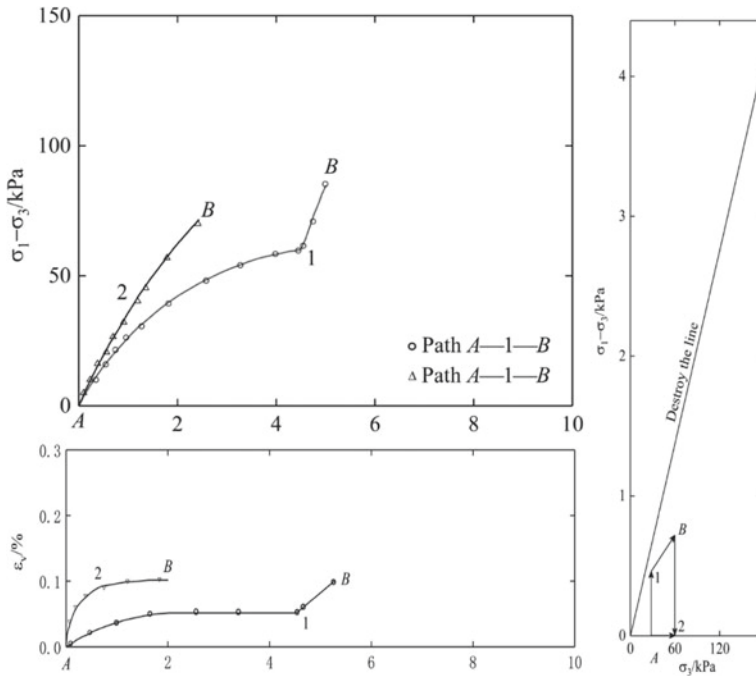 150
100
50
0
σ₁–σ₃/kPa
B
B
2
1
○ Path A—1—B
△ Path A—1—B
A
2
4
6
8
10
0.3
0.2
0.1
0.0
εᵥ/%
2
B
B
1
A
2
4
6
8
10
4
3
2
1
0
σ₁–σ₃/kPa
Destroy the line
B
1
2
0
A
60
120
σ₃/kPa